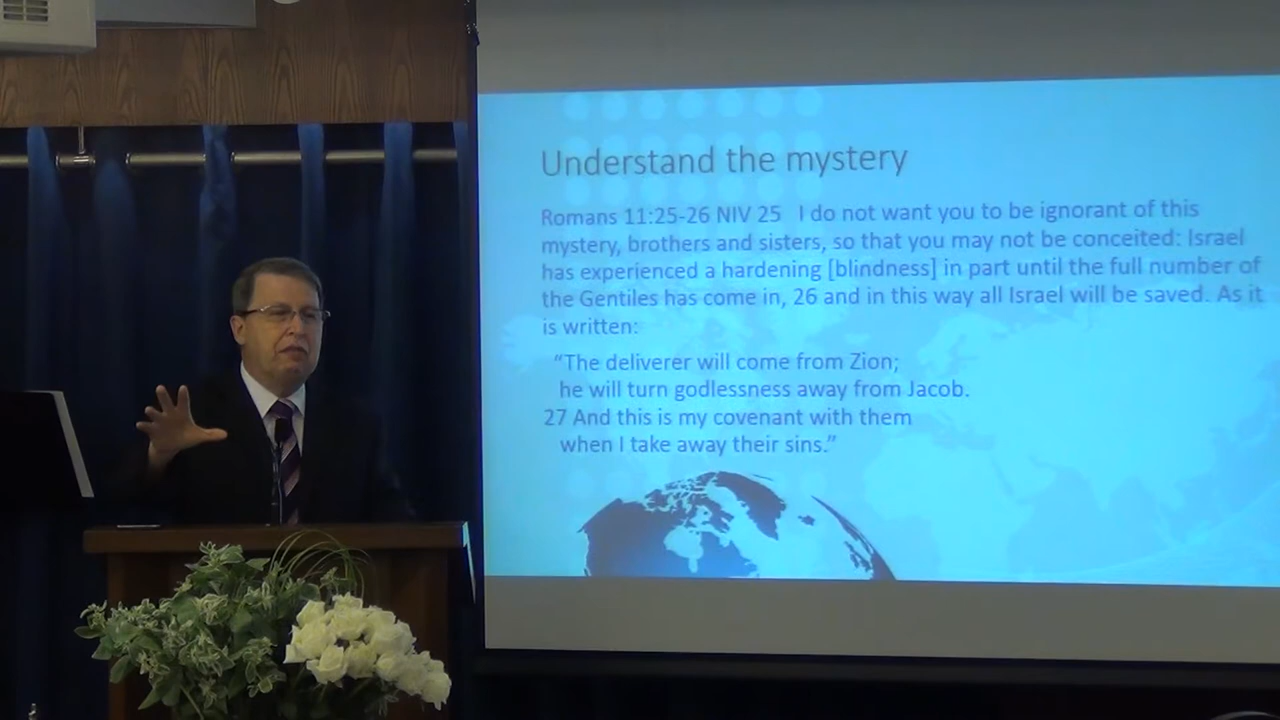 Understand the mystery
Romans 11:25-26 NIV 25 I do not want you to be ignorant of this
mystery, brothers and sisters, so that you may not be conceited: Israel
has experienced a hardening [blindness] in part until the full number of
the Gentiles has come in, 26 and in this way all Israel will be saved. As it
is written:
“The deliverer will come from Zion;
he will turn godlessness away from Jacob.
27 And this is my covenant with them
when I take away their sins.”